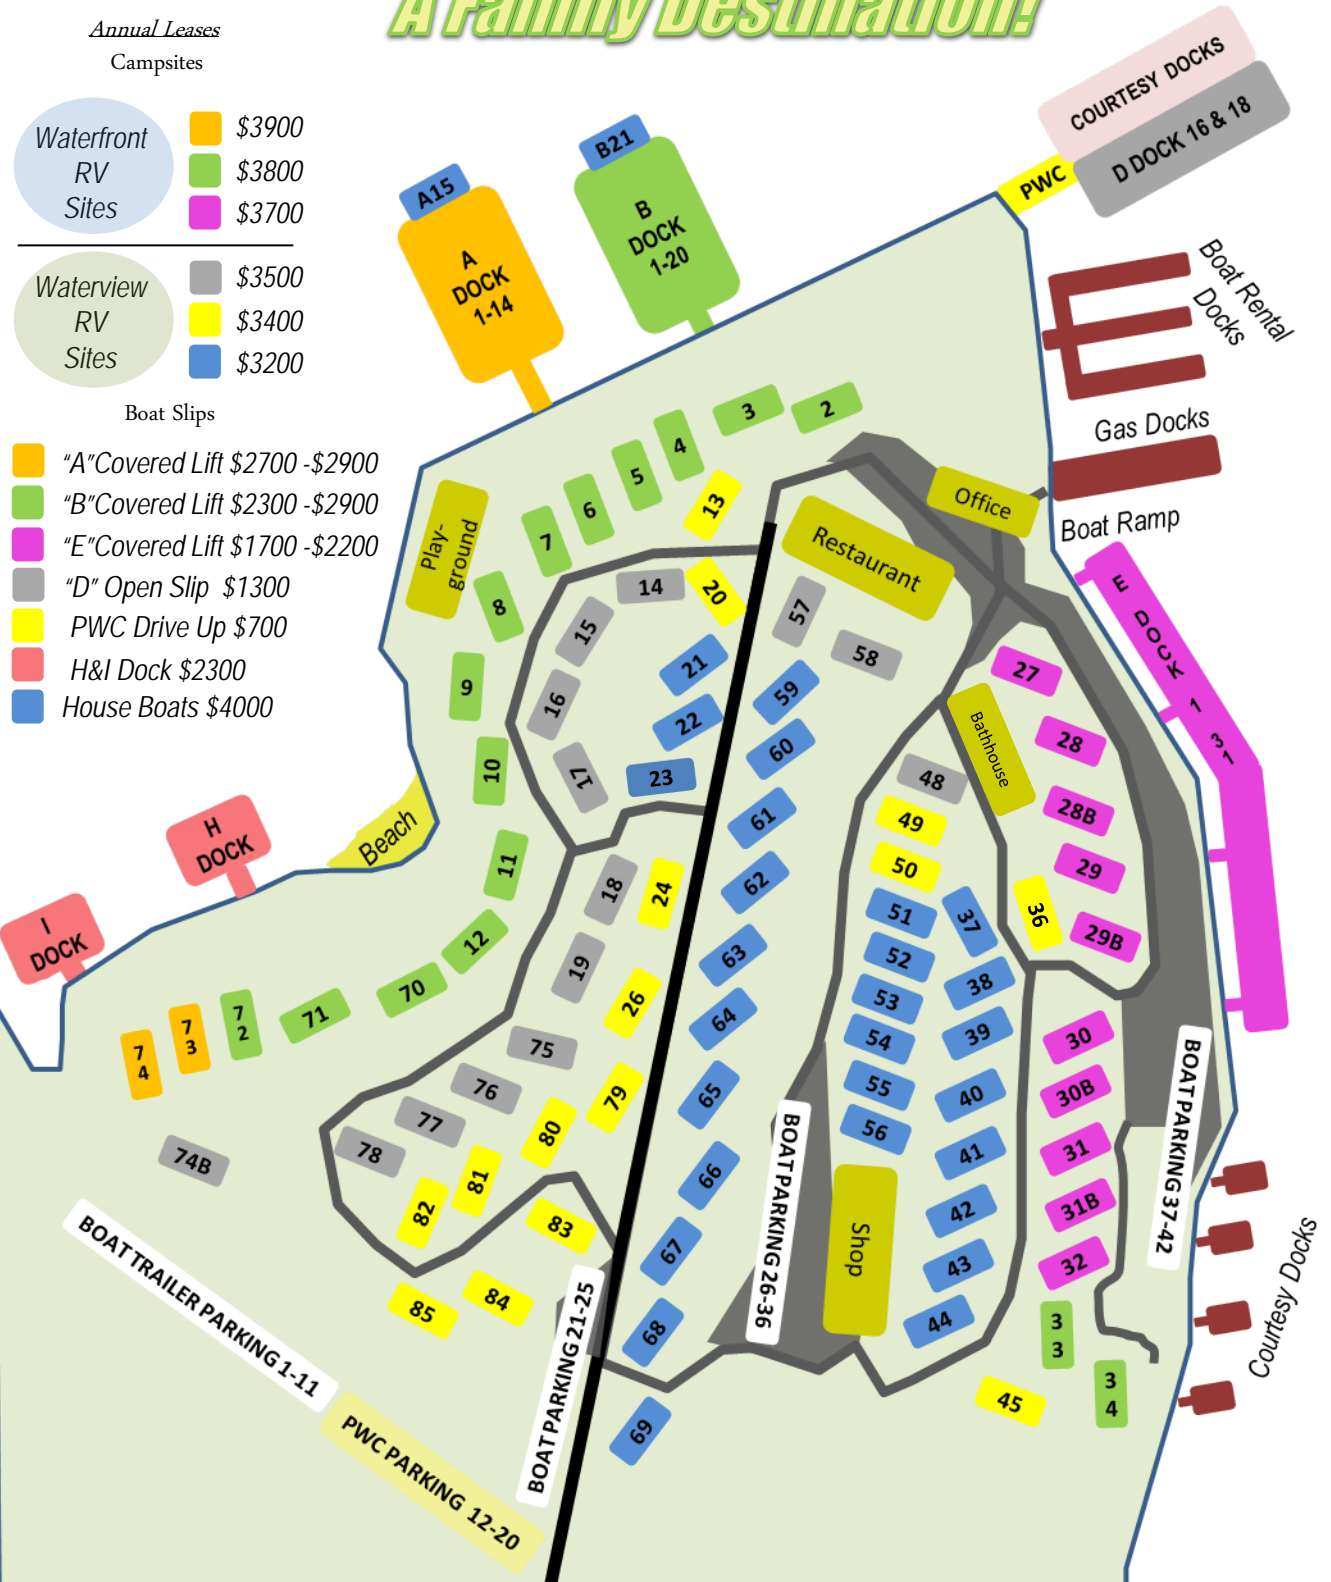 A Family Destination!
Annual Leases
Campsites
Waterfront
RV
Sites
$3900
$3800
$3700
Waterview
RV
Sites
$3500
$3400
$3200
Boat Slips
"A"Covered Lift $2700 -$2900
"B"Covered Lift $2300 -$2900
"E"Covered Lift $1700 -$2200
"D" Open Slip $1300
PWC Drive Up $700
H&I Dock $2300
House Boats $4000
A15
A
DOCK
1-14
B21
B
DOCK
1-20
COURTESY DOCKS
D DOCK 16 & 18
PWC
Boat Rental
Docks
Gas Docks
Boat Ramp
E DOCK 1 31
Office
Restaurant
Play-
ground
Beach
H
DOCK
I
DOCK
Bathhouse
Shop
2
3
4
5
6
7
8
9
10
11
12
13
14
15
16
17
18
19
20
21
22
23
24
26
27
28
28B
29
29B
30
30B
31
31B
32
33
34
36
37
38
39
40
41
42
43
44
45
48
49
50
51
52
53
54
55
56
57
58
59
60
61
62
63
64
65
66
67
68
69
70
71
72
73
74
74B
75
76
77
78
79
80
81
82
83
84
85
BOAT TRAILER PARKING 1-11
PWC PARKING 12-20
BOAT PARKING 21-25
BOAT PARKING 26-36
BOAT PARKING 37-42
Courtesy Docks